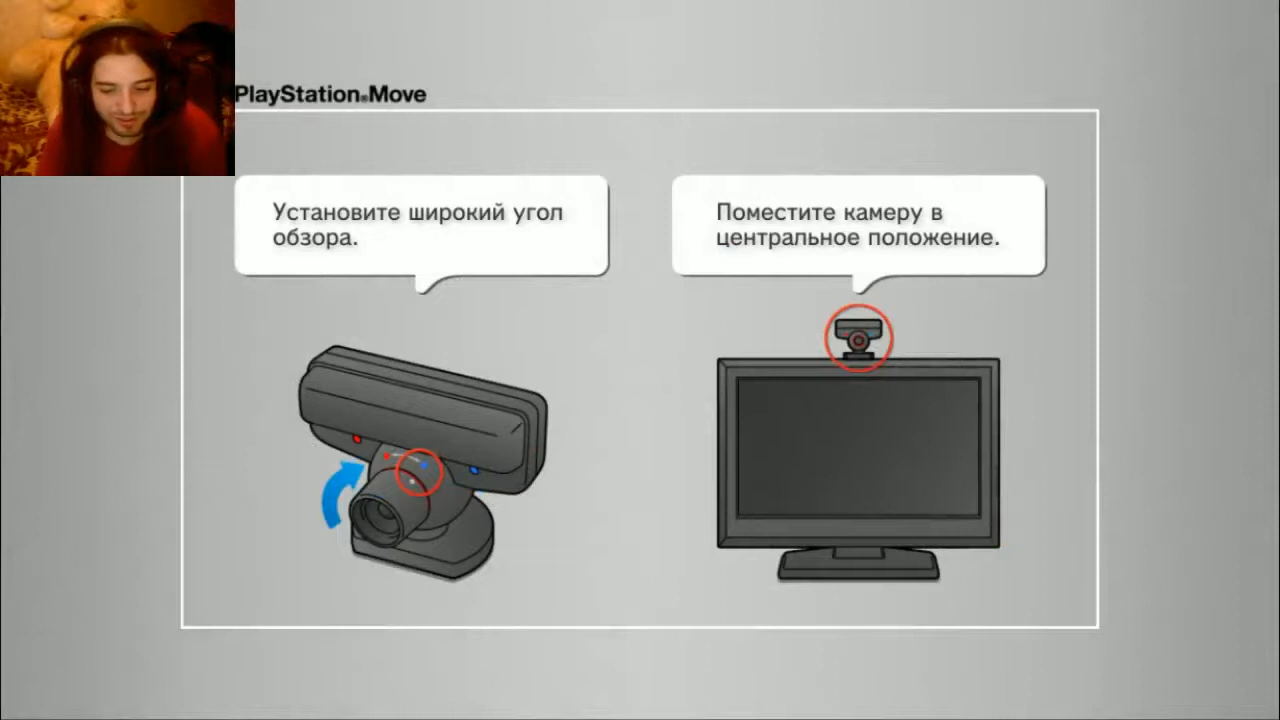 PlayStation®Move
Установите широкий угол
обзора.
Поместите камеру в
центральное положение.